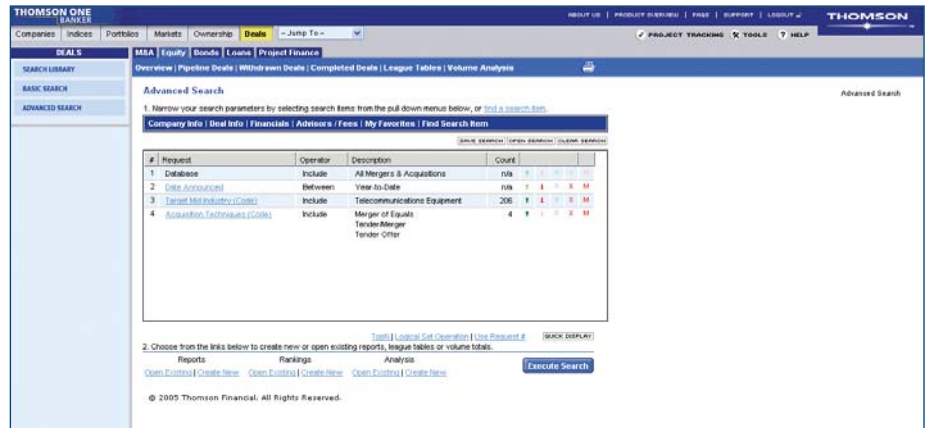 THOMSON ONE
BANKER
ABOUT US | PRODUCT OVERVIEW | FAQS | SUPPORT | LOGOUT
THOMSON
Companies Indices Portfolios Markets Ownership Deals - Jump To -
PROJECT TRACKING TOOLS ? HELP
DEALS
M&A Equity Bonds Loans Project Finance
SEARCH LIBRARY
Overview | Pipeline Deals | Withdrawn Deals | Completed Deals | League Tables | Volume Analysis
BASIC SEARCH
Advanced Search
Advanced Search
ADVANCED SEARCH
1. Narrow your search parameters by selecting search items from the pull down menus below, or find a search item.
Company Info | Deal Info | Financials | Advisors / Fees | My Favorites | Find Search Item
SAVE SEARCH OPEN SEARCH CLEAR SEARCH
# Request Operator Description Count
1 Database Include All Mergers & Acquisitions n/a
2 Date Announced Between Year-to-Date n/a X M
3 Target Mid Industry (Code) Include Telecommunications Equipment 206 X M
4 Acquisition Techniques (Code) Include Merger of Equals 4 X M
Tender/Merger
Tender Offer
Tools | Logical Set Operation | Use Request # QUICK DISPLAY
2. Choose from the links below to create new or open existing reports, league tables or volume totals.
Reports Rankings Analysis
Open Existing | Create New Open Existing | Create New Open Existing | Create New
Execute Search
© 2005 Thomson Financial. All Rights Reserved.